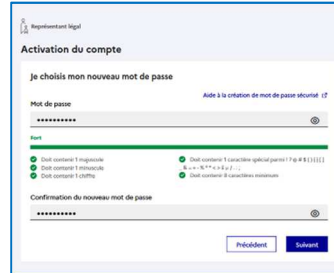 Représentant légal
Activation du compte
Je choisis mon nouveau mot de passe
Aide à la création de mot de passe sécurisé
Mot de passe
••••••••••
Fort
Doit contenir 1 majuscule
Doit contenir 1 minuscule
Doit contenir 1 chiffre
Doit contenir 1 caractère spécial parmi
Doit contenir 8 caractères minimum
Confirmation du nouveau mot de passe
••••••••••
Précédent
Suivant